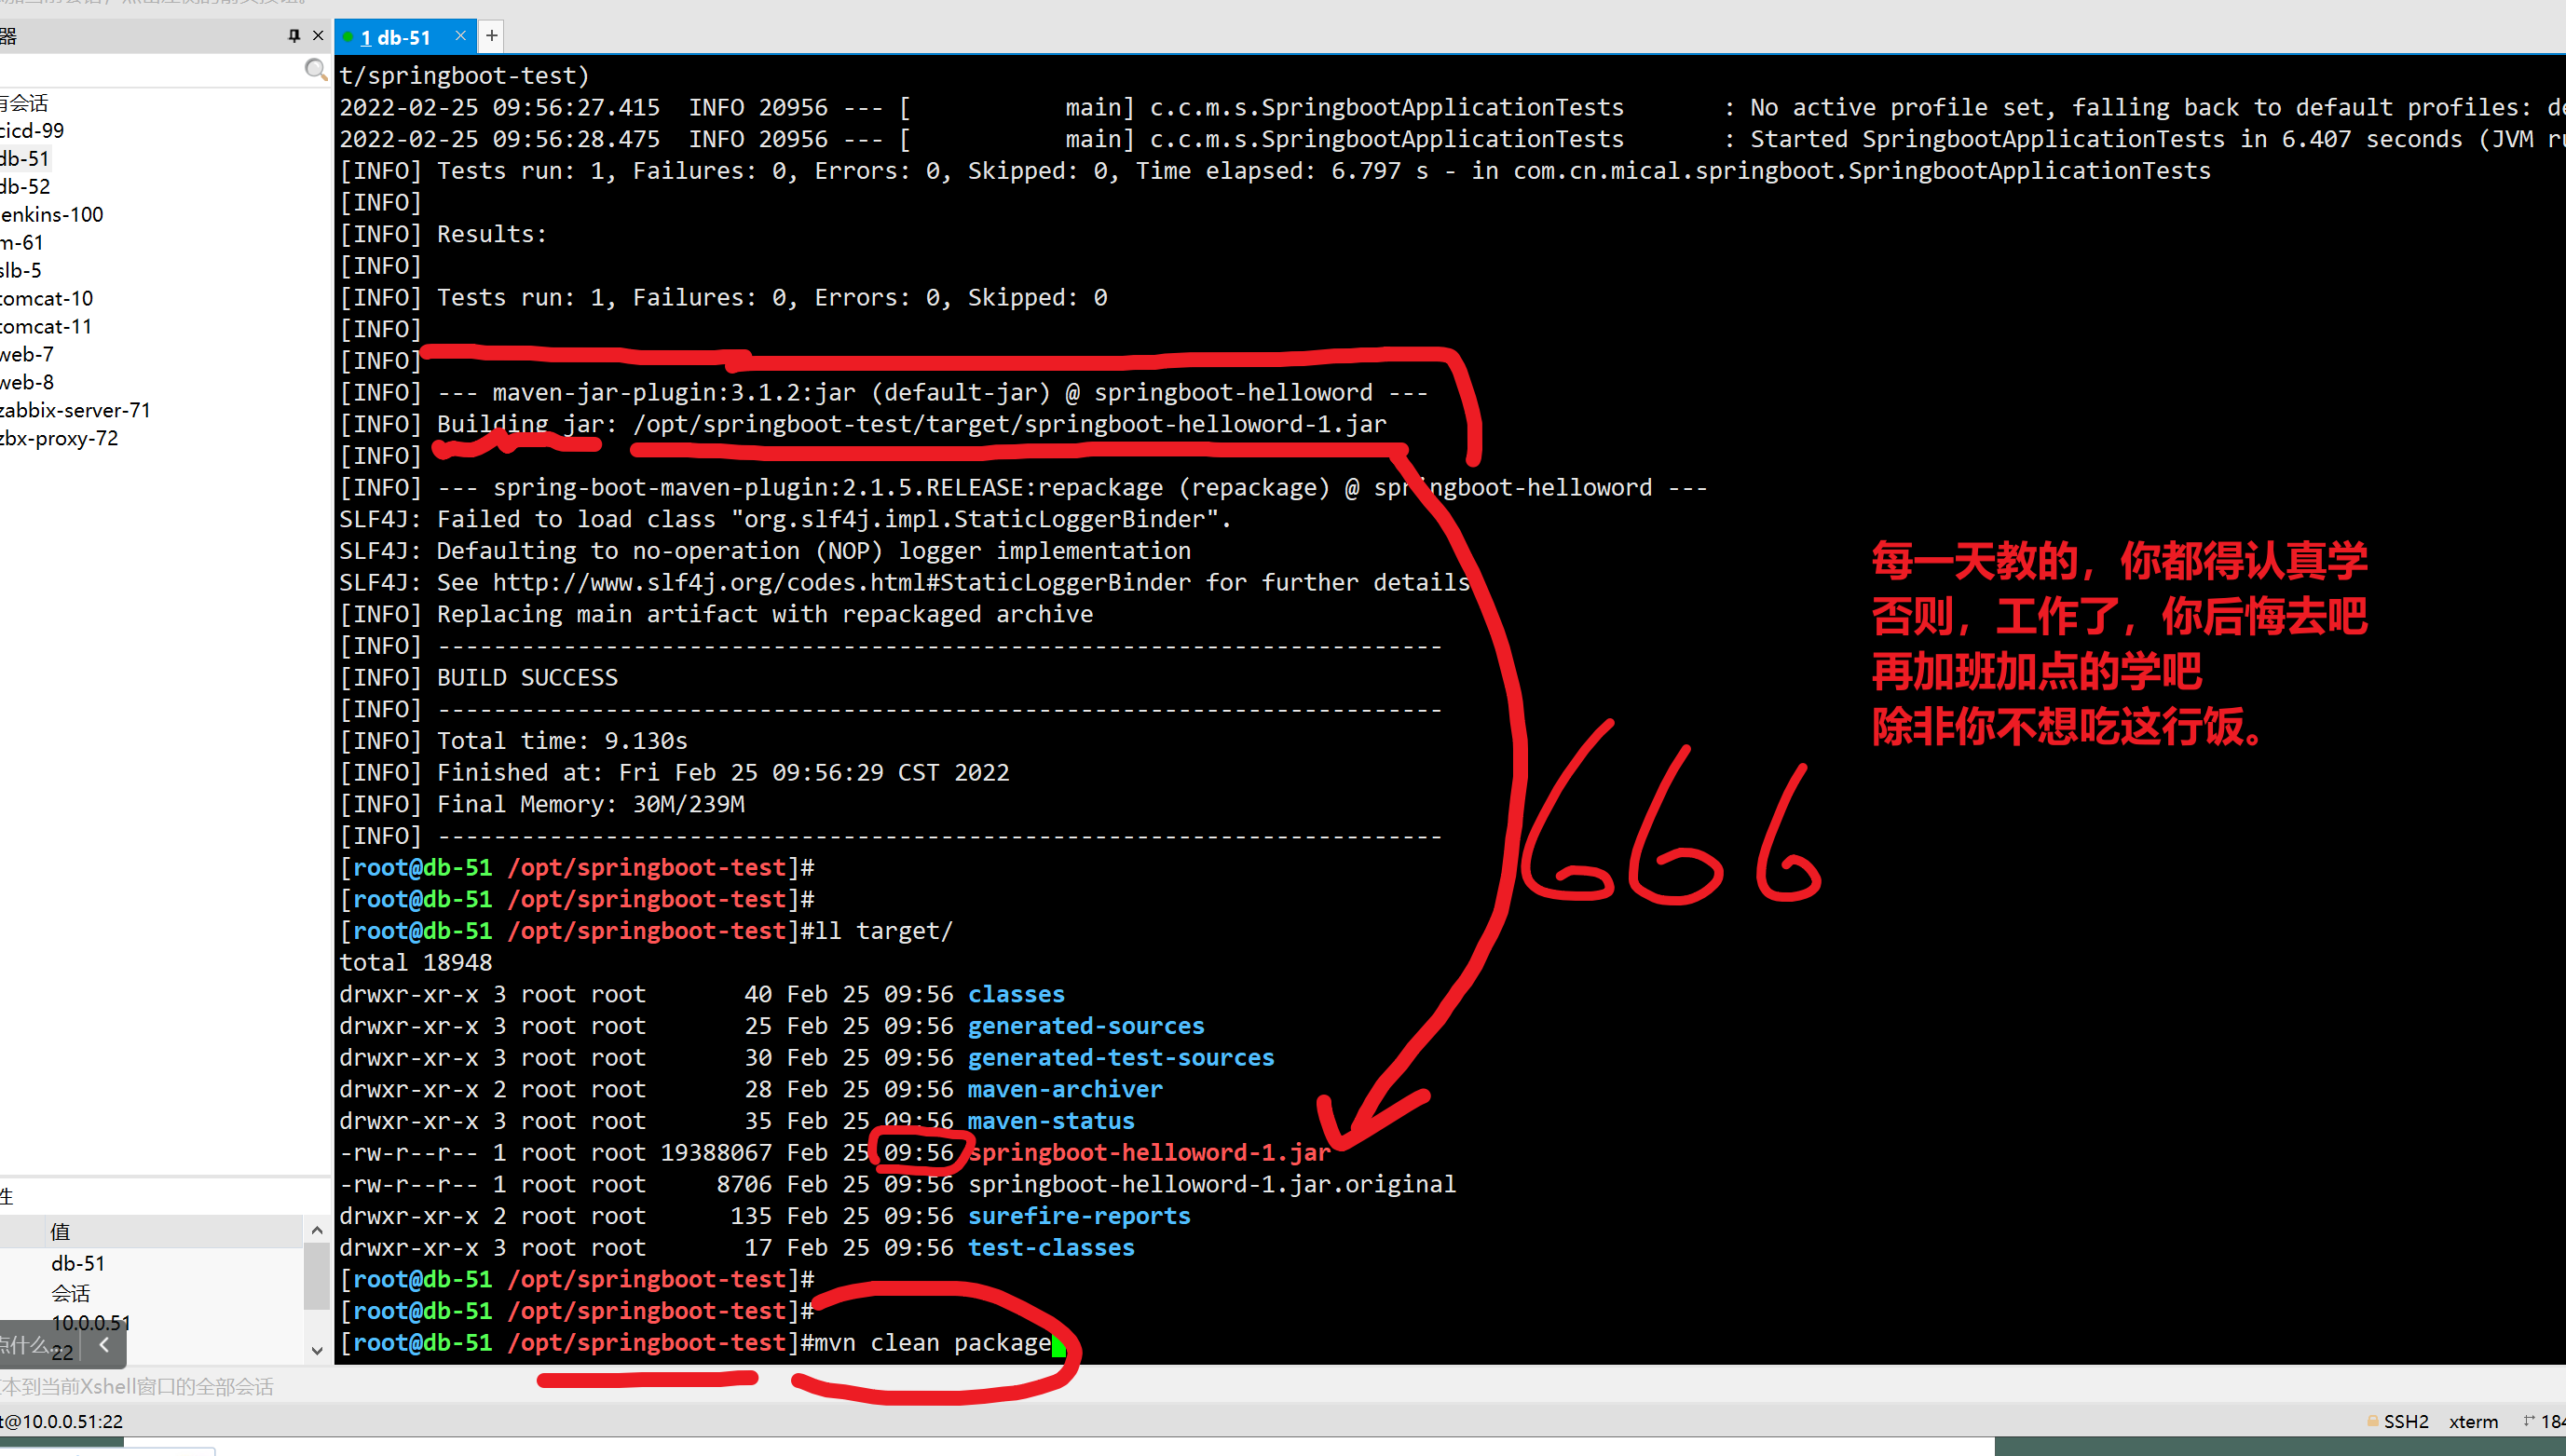 器
1 db-51
有会话
cicd-99
db-51
db-52
enkins-100
m-61
slb-5
tomcat-10
tomcat-11
web-7
web-8
zabbix-server-71
zbx-proxy-72
性
值
db-51
会话
10.0.0.51
22
点什么...
t/springboot-test)
2022-02-25 09:56:27.415  INFO 20956 --- [           main] c.c.m.s.SpringbootApplicationTests       : No active profile set, falling back to default profiles: de
2022-02-25 09:56:28.475  INFO 20956 --- [           main] c.c.m.s.SpringbootApplicationTests       : Started SpringbootApplicationTests in 6.407 seconds (JVM ru
[INFO] Tests run: 1, Failures: 0, Errors: 0, Skipped: 0, Time elapsed: 6.797 s - in com.cn.mical.springboot.SpringbootApplicationTests
[INFO]
[INFO] Results:
[INFO]
[INFO] Tests run: 1, Failures: 0, Errors: 0, Skipped: 0
[INFO]
[INFO]
[INFO] --- maven-jar-plugin:3.1.2:jar (default-jar) @ springboot-helloword ---
[INFO] Building jar: /opt/springboot-test/target/springboot-helloword-1.jar
[INFO]
[INFO] --- spring-boot-maven-plugin:2.1.5.RELEASE:repackage (repackage) @ springboot-helloword ---
SLF4J: Failed to load class "org.slf4j.impl.StaticLoggerBinder".
SLF4J: Defaulting to no-operation (NOP) logger implementation
SLF4J: See http://www.slf4j.org/codes.html#StaticLoggerBinder for further details
[INFO] Replacing main artifact with repackaged archive
[INFO] ------------------------------------------------------------------------
[INFO] BUILD SUCCESS
[INFO] ------------------------------------------------------------------------
[INFO] Total time: 9.130s
[INFO] Finished at: Fri Feb 25 09:56:29 CST 2022
[INFO] Final Memory: 30M/239M
[INFO] ------------------------------------------------------------------------
[root@db-51 /opt/springboot-test]#
[root@db-51 /opt/springboot-test]#
[root@db-51 /opt/springboot-test]#ll target/
total 18948
drwxr-xr-x 3 root root       40 Feb 25 09:56 classes
drwxr-xr-x 3 root root       25 Feb 25 09:56 generated-sources
drwxr-xr-x 3 root root       30 Feb 25 09:56 generated-test-sources
drwxr-xr-x 2 root root       28 Feb 25 09:56 maven-archiver
drwxr-xr-x 3 root root       35 Feb 25 09:56 maven-status
-rw-r--r-- 1 root root 19388067 Feb 25 09:56 springboot-helloword-1.jar
-rw-r--r-- 1 root root     8706 Feb 25 09:56 springboot-helloword-1.jar.original
drwxr-xr-x 2 root root      135 Feb 25 09:56 surefire-reports
drwxr-xr-x 3 root root       17 Feb 25 09:56 test-classes
[root@db-51 /opt/springboot-test]#
[root@db-51 /opt/springboot-test]#
[root@db-51 /opt/springboot-test]#mvn clean package
每一天教的，你都得认真学
否则，工作了，你后悔去吧
再加班加点的学吧
除非你不想吃这行饭。
666
本到当前Xshell窗口的全部会话
t@10.0.0.51:22
SSH2
xterm
184